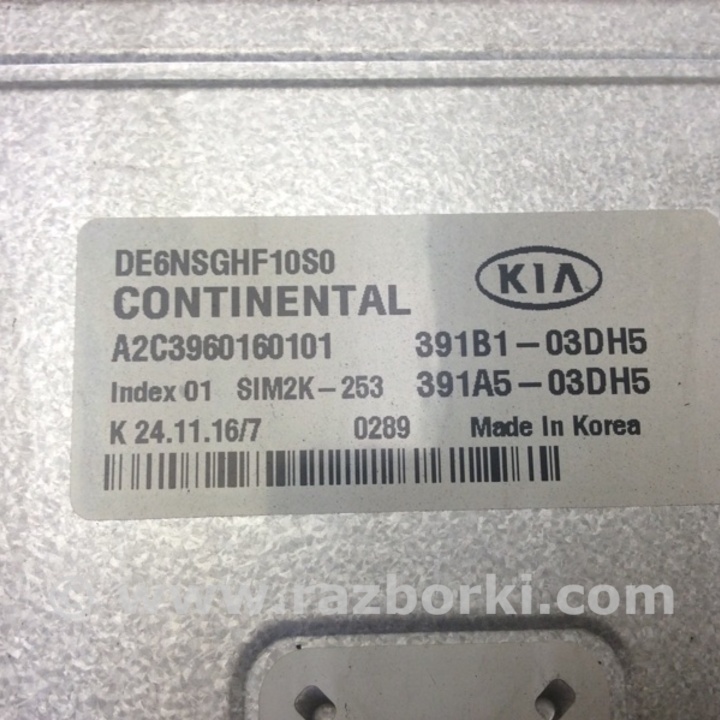 DE6NSGHF10S0
KIA
CONTINENTAL
A2C3960160101 391B1-03DH5
Index 01 SIM2K-253 391A5-03DH5
K 24.11.16/7 0289 Made In Korea
© www.razborki.com